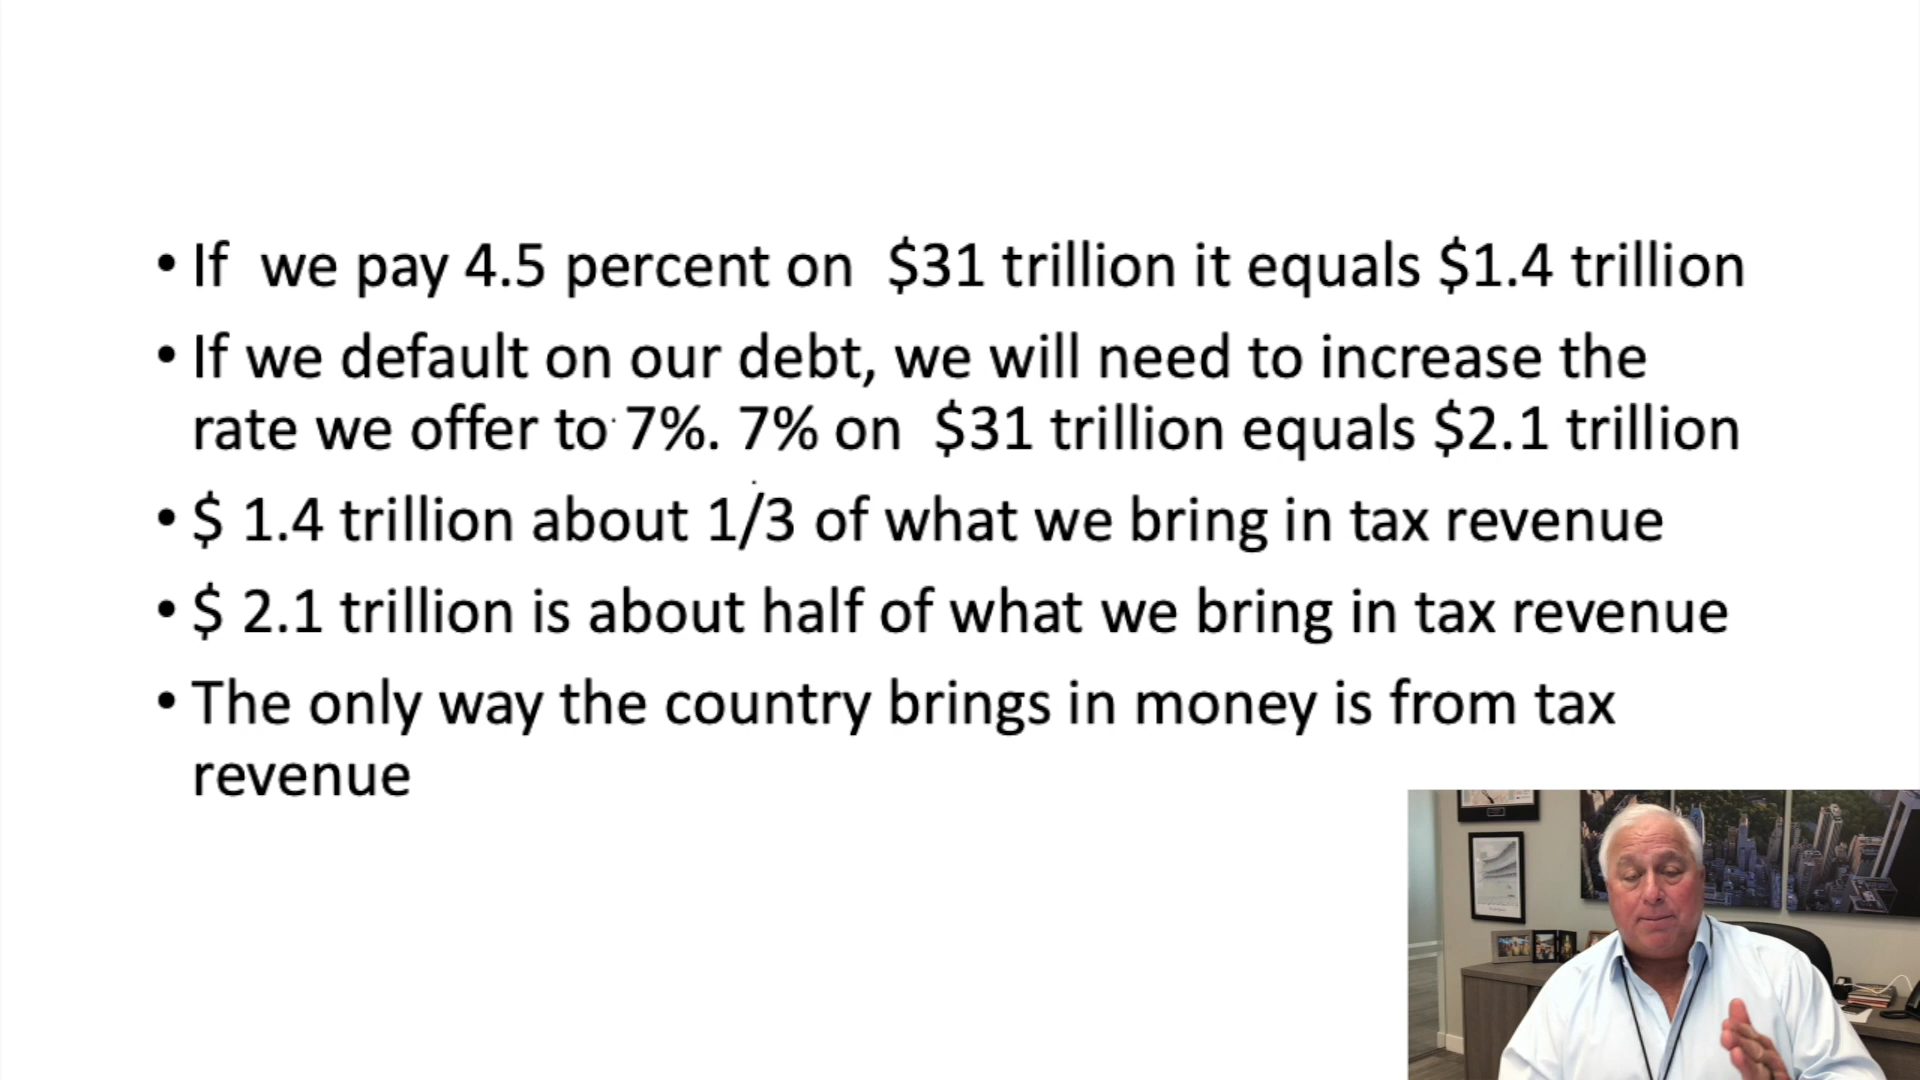 • If we pay 4.5 percent on $31 trillion it equals $1.4 trillion
• If we default on our debt, we will need to increase the
rate we offer to 7%. 7% on $31 trillion equals $2.1 trillion
• $ 1.4 trillion about 1/3 of what we bring in tax revenue
• $ 2.1 trillion is about half of what we bring in tax revenue
• The only way the country brings in money is from tax
revenue